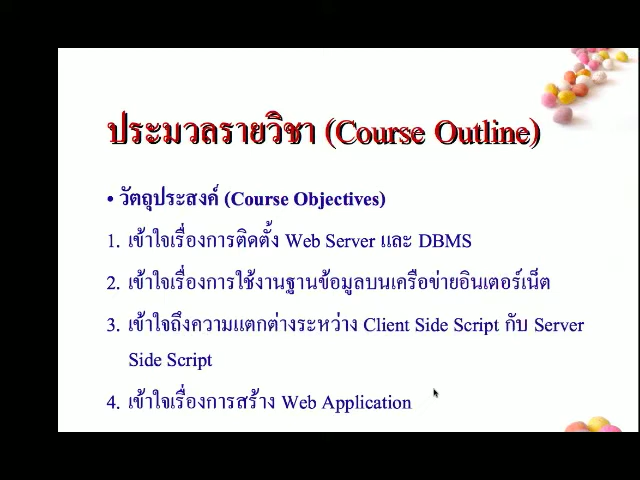 ประมวลรายวิชา (Course Outline)
• วัตถุประสงค์ (Course Objectives)
1. เข้าใจเรื่องการติดตั้ง Web Server และ DBMS
2. เข้าใจเรื่องการใช้งานฐานข้อมูลบนเครือข่ายอินเตอร์เน็ต
3. เข้าใจถึงความแตกต่างระหว่าง Client Side Script กับ Server
Side Script
4. เข้าใจเรื่องการสร้าง Web Application